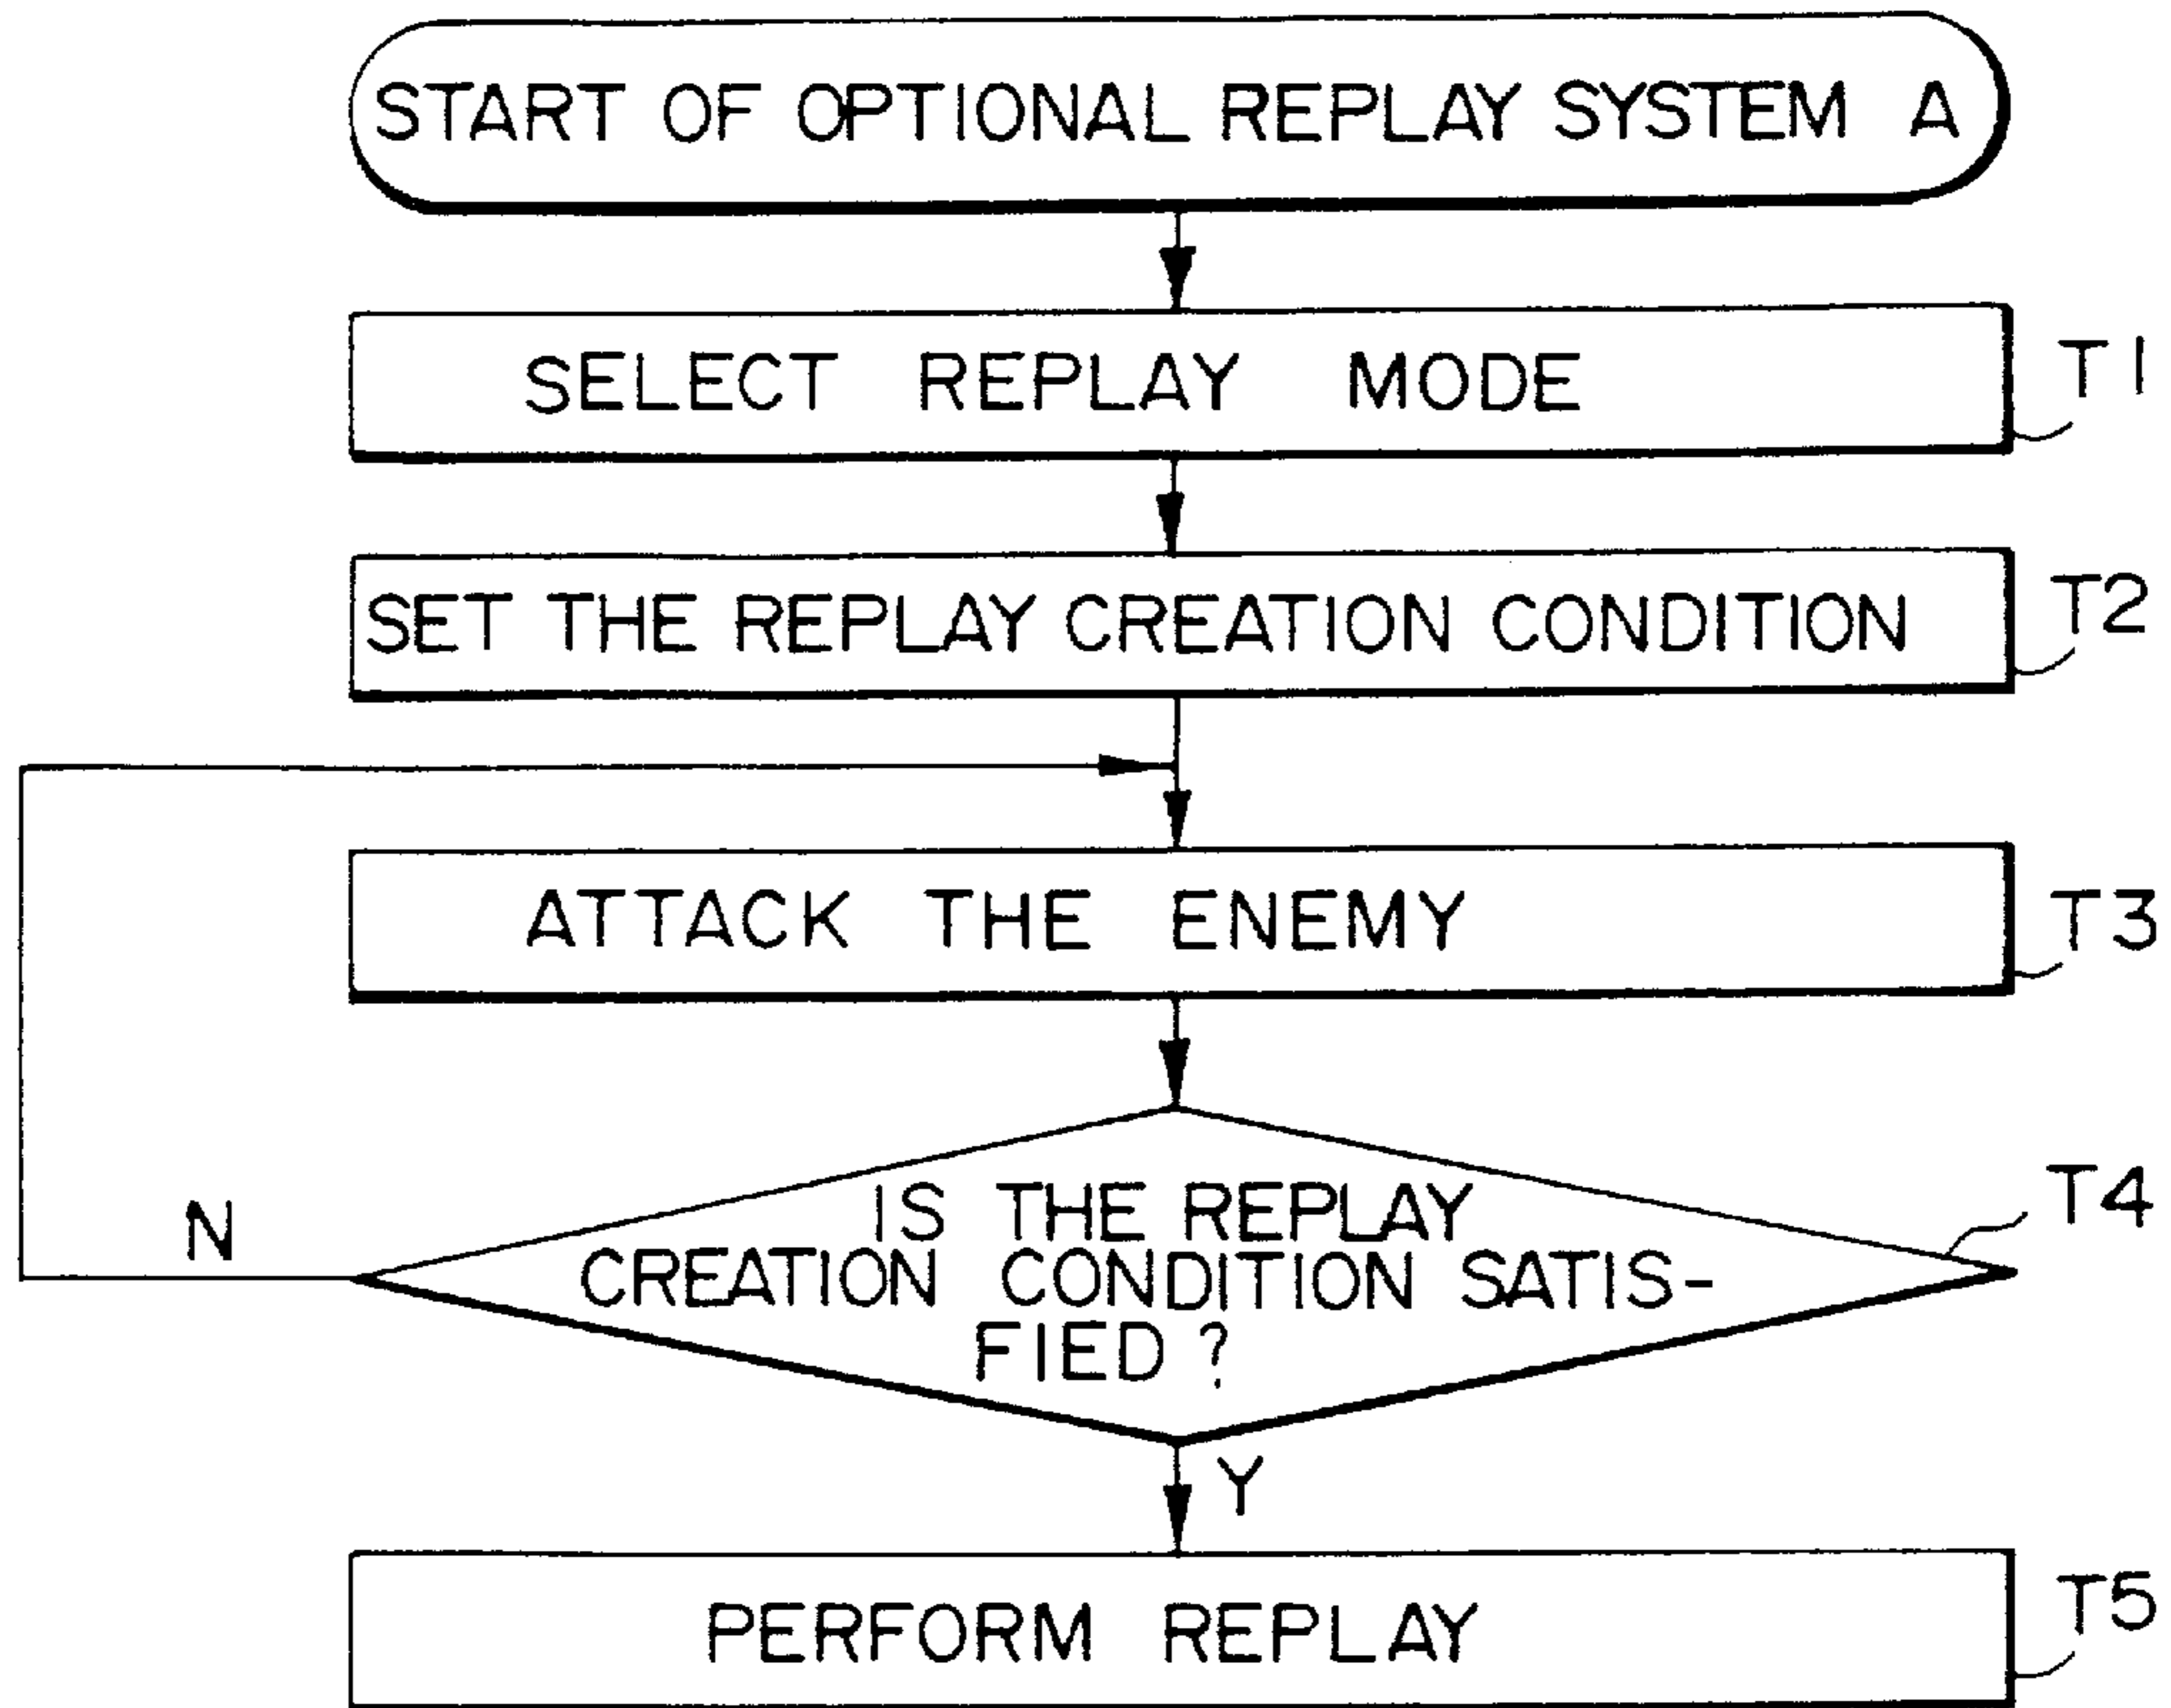 START OF OPTIONAL REPLAY SYSTEM A
SELECT REPLAY MODE
T1
SET THE REPLAY CREATION CONDITION
T2
ATTACK THE ENEMY
T3
IS THE REPLAY
CREATION CONDITION SATIS-
FIED?
T4
N
Y
PERFORM REPLAY
T5